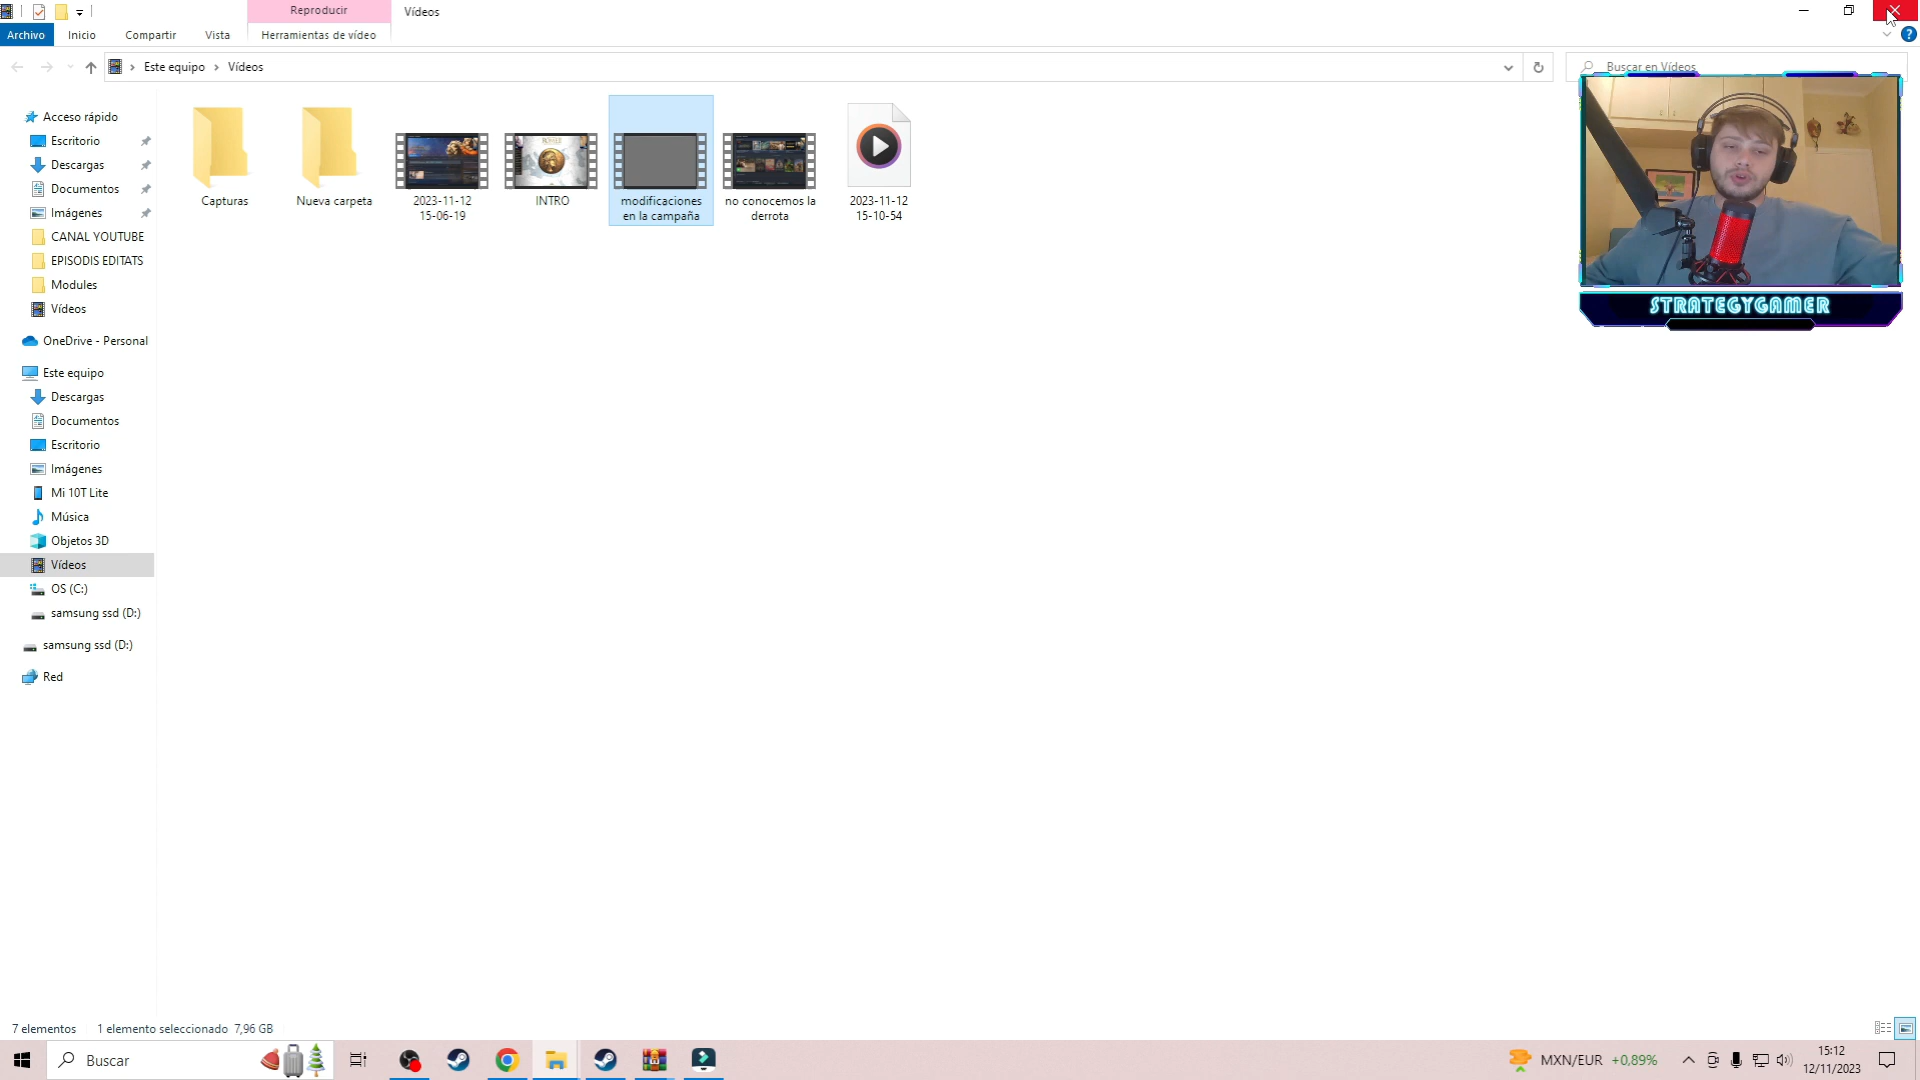 Reproducir
Vídeos
Archivo
Inicio
Compartir
Vista
Herramientas de vídeo
Este equipo
Vídeos
Buscar en Vídeos
Acceso rápido
Escritorio
Descargas
Documentos
Imágenes
CANAL YOUTUBE
EPISODIS EDITATS
Modules
Vídeos
OneDrive - Personal
Este equipo
Descargas
Documentos
Escritorio
Imágenes
Mi 10T Lite
Música
Objetos 3D
Vídeos
OS (C:)
samsung ssd (D:)
samsung ssd (D:)
Red
Capturas
Nueva carpeta
2023-11-12
15-06-19
INTRO
modificaciones
en la campaña
no conocemos la
derrota
2023-11-12
15-10-54
STRATEGYGAMER
7 elementos
1 elemento seleccionado 7,96 GB
Buscar
MXN/EUR +0,89%
15:12
12/11/2023